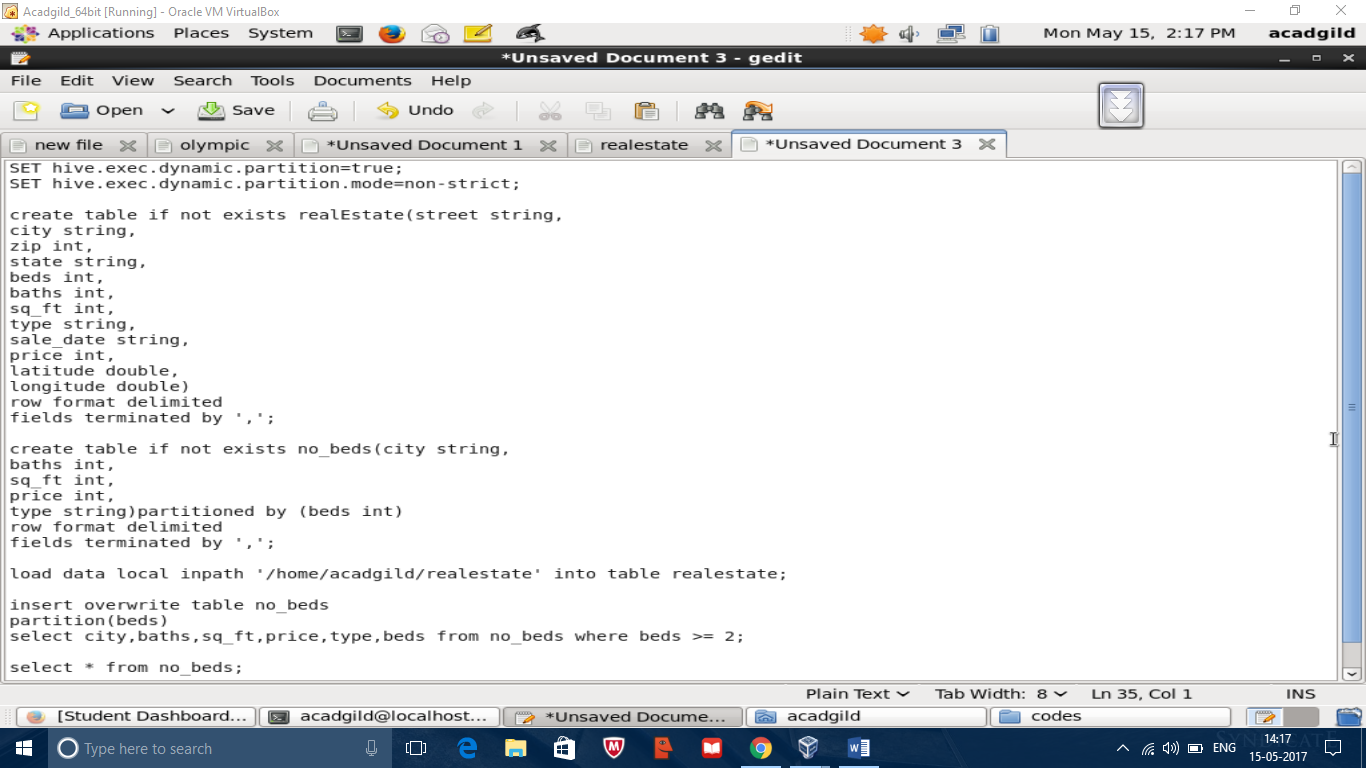 Acadgild_64bit [Running] - Oracle VM VirtualBox
Applications Places System Mon May 15, 2:17 PM acadgild
*Unsaved Document 3 - gedit
File Edit View Search Tools Documents Help
Open Save Undo
new file olympic *Unsaved Document 1 realestate *Unsaved Document 3
SET hive.exec.dynamic.partition=true;
SET hive.exec.dynamic.partition.mode=non-strict;
create table if not exists realEstate(street string,
city string,
zip int,
state string,
beds int,
baths int,
sq_ft int,
type string,
sale_date string,
price int,
latitude double,
longitude double)
row format delimited
fields terminated by ',';
create table if not exists no_beds(city string,
baths int,
sq_ft int,
price int,
type string)partitioned by (beds int)
row format delimited
fields terminated by ',';
load data local inpath '/home/acadgild/realestate' into table realestate;
insert overwrite table no_beds
partition(beds)
select city,baths,sq_ft,price,type,beds from no_beds where beds >= 2;
select * from no_beds;
Plain Text Tab Width: 8 Ln 35, Col 1 INS
[Student Dashboard... acadgild@localhost... *Unsaved Docume... acadgild codes
Type here to search ENG 14:17
15-05-2017